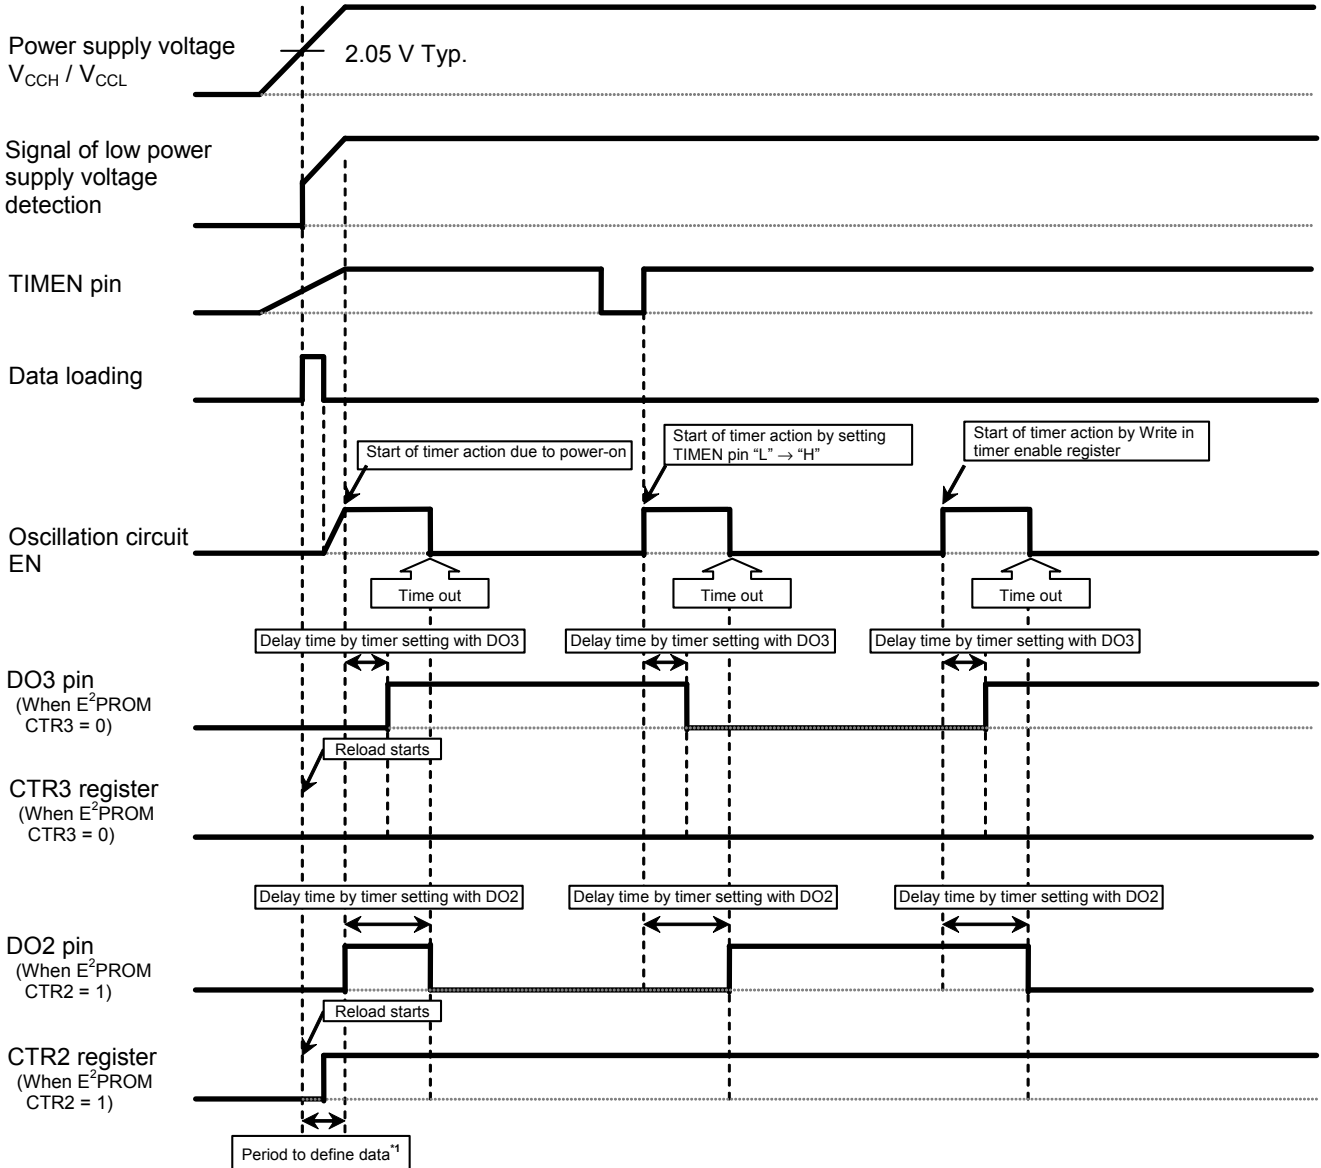 Power supply voltage
VCCH / VCCL
2.05 V Typ.
Signal of low power
supply voltage
detection
TIMEN pin
Data loading
Start of timer action due to power-on
Start of timer action by setting
TIMEN pin “L” → “H”
Start of timer action by Write in
timer enable register
Oscillation circuit
EN
Time out
Time out
Time out
Delay time by timer setting with DO3
Delay time by timer setting with DO3
Delay time by timer setting with DO3
DO3 pin
(When E²PROM
CTR3 = 0)
Reload starts
CTR3 register
(When E²PROM
CTR3 = 0)
Delay time by timer setting with DO2
Delay time by timer setting with DO2
Delay time by timer setting with DO2
DO2 pin
(When E²PROM
CTR2 = 1)
Reload starts
CTR2 register
(When E²PROM
CTR2 = 1)
Period to define data*1